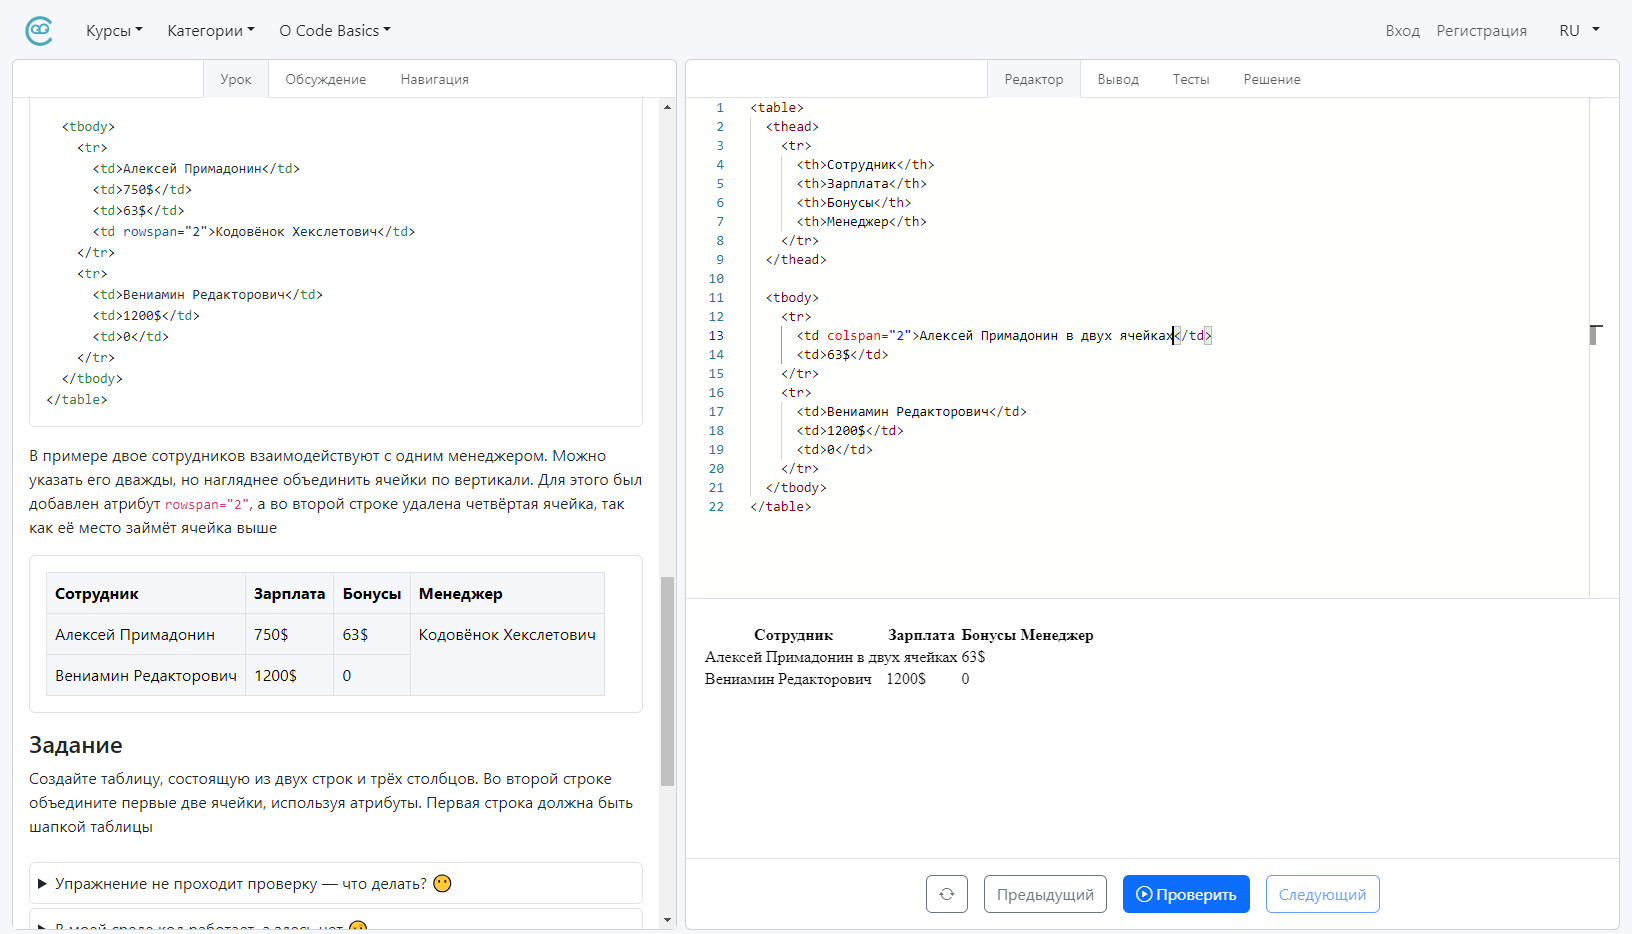 Курсы Категории О Code Basics Вход Регистрация RU
Урок Обсуждение Навигация
<tbody>
<tr>
<td>Алексей Примадонин</td>
<td>750$</td>
<td>63$</td>
<td rowspan="2">Кодовёнок Хекслетович</td>
</tr>
<tr>
<td>Вениамин Редакторович</td>
<td>1200$</td>
<td>0</td>
</tr>
</tbody>
</table>
В примере двое сотрудников взаимодействуют с одним менеджером. Можно
указать его дважды, но нагляднее объединить ячейки по вертикали. Для этого был
добавлен атрибут rowspan="2", а во второй строке удалена четвёртая ячейка, так
как её место займёт ячейка выше
Сотрудник Зарплата Бонусы Менеджер
Алексей Примадонин 750$ 63$ Кодовёнок Хекслетович
Вениамин Редакторович 1200$ 0
Задание
Создайте таблицу, состоящую из двух строк и трёх столбцов. Во второй строке
объедините первые две ячейки, используя атрибуты. Первая строка должна быть
шапкой таблицы
Упражнение не проходит проверку — что делать? 😶
В моей среде код работает, а здесь нет
Редактор Вывод Тесты Решение
1 <table>
2 <thead>
3 <tr>
4 <th>Сотрудник</th>
5 <th>Зарплата</th>
6 <th>Бонусы</th>
7 <th>Менеджер</th>
8 </tr>
9 </thead>
10
11 <tbody>
12 <tr>
13 <td colspan="2">Алексей Примадонин в двух ячейках</td>
14 <td>63$</td>
15 </tr>
16 <tr>
17 <td>Вениамин Редакторович</td>
18 <td>1200$</td>
19 <td>0</td>
20 </tr>
21 </tbody>
22 </table>
Сотрудник Зарплата Бонусы Менеджер
Алексей Примадонин в двух ячейках 63$
Вениамин Редакторович 1200$ 0
Предыдущий Проверить Следующий